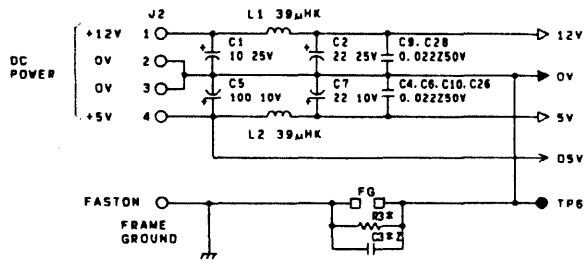 J2
L1 39μHK
+12V 1
12V
C1
10 25V
C2
22 25V
C9. C28
0. 022Z50V
DC
POWER
0V 2
0V
0V 3
C5
100 10V
C7
22 10V
C4. C6. C10. C26
0. 022Z50V
+5V 4
5V
L2 39μHK
05V
FASTON
FG
TP6
FRAME
GROUND
R3*
C3*Z